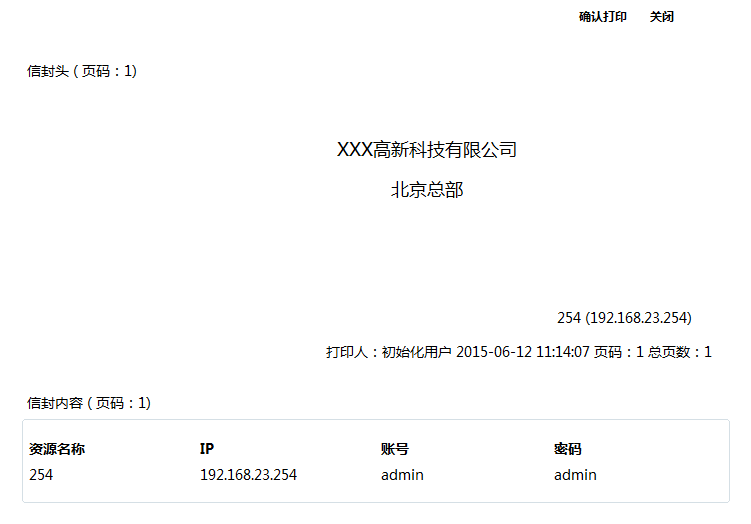 确认打印 关闭
信封头 ( 页码：1)
XXX高新科技有限公司
北京总部
254 (192.168.23.254)
打印人：初始化用户 2015-06-12 11:14:07 页码：1 总页数：1
信封内容 ( 页码：1)
资源名称 IP 账号 密码
254 192.168.23.254 admin admin